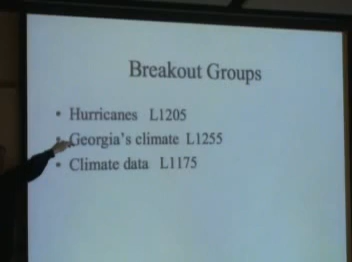 Breakout Groups
• Hurricanes L1205
• Georgia's climate L1255
• Climate data L1175